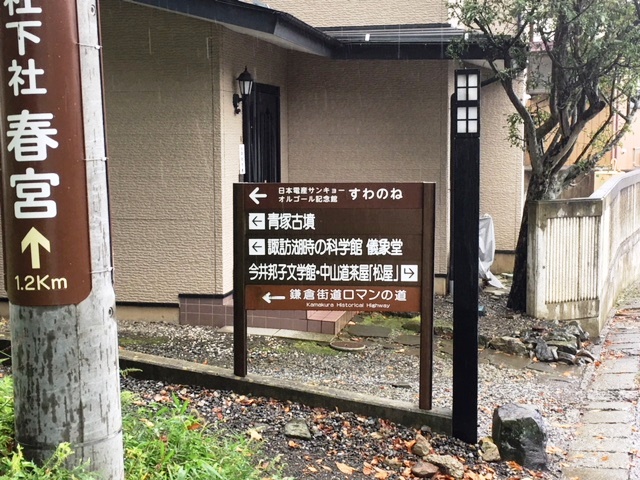 社下社
春宮
↑
1.2Km
← 日本電産サンキョー
オルゴール記念館 すわのね
← 青塚古墳
← 諏訪湖時の科学館 儀象堂
今井邦子文学館・中山道茶屋「松屋」 →
← 鎌倉街道ロマンの道
Kamakura Historical Highway